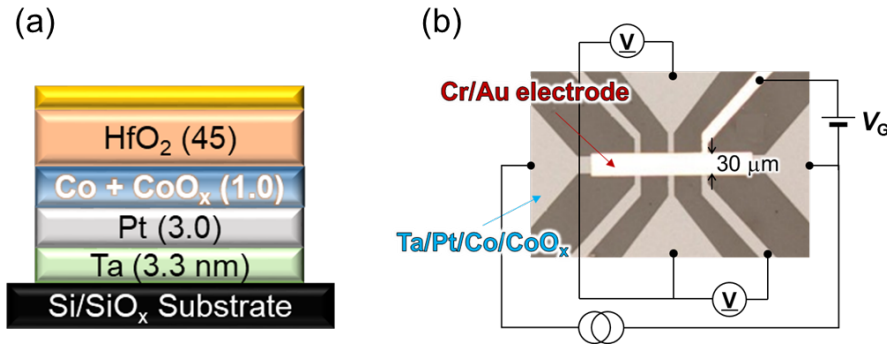 (a)
HfO₂ (45)
Co + CoOₓ (1.0)
Pt (3.0)
Ta (3.3 nm)
Si/SiOₓ Substrate
(b)
V
Cr/Au electrode
V_G
30 μm
Ta/Pt/Co/CoOₓ
V